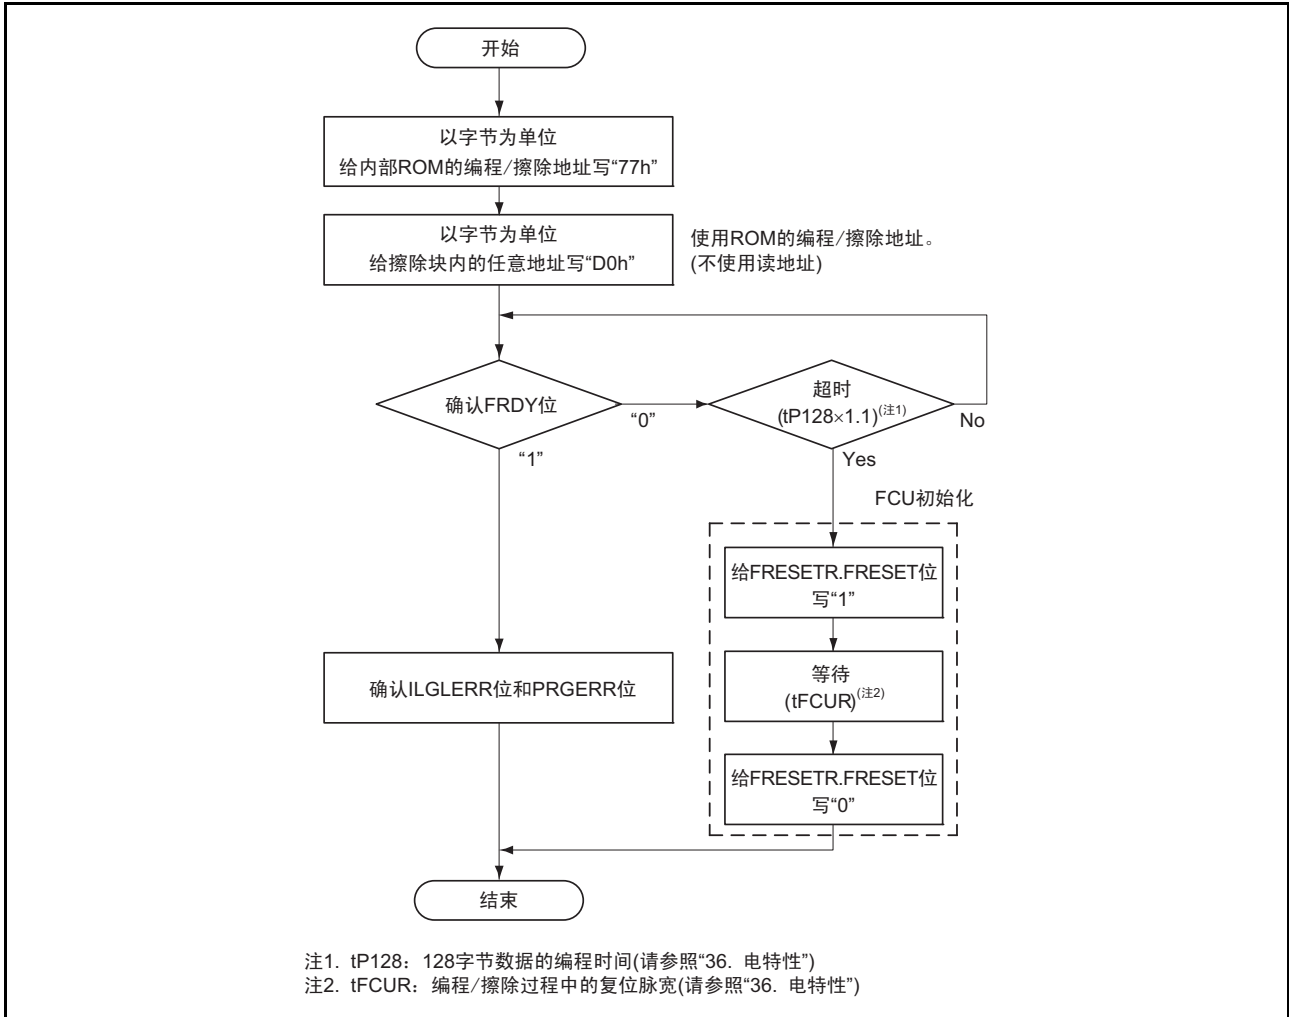 开始
以字节为单位
给内部ROM的编程/擦除地址写“77h”
以字节为单位
给擦除块内的任意地址写“D0h”
使用ROM的编程/擦除地址。
(不使用读地址)
确认FRDY位
“0”
“1”
超时
(tP128×1.1)(注1)
No
Yes
FCU初始化
给FRESETR.FRESET位
写“1”
等待
(tFCUR)(注2)
给FRESETR.FRESET位
写“0”
确认ILGLERR位和PRGERR位
结束
注1. tP128：128字节数据的编程时间(请参照“36. 电特性”)
注2. tFCUR：编程/擦除过程中的复位脉宽(请参照“36. 电特性”)